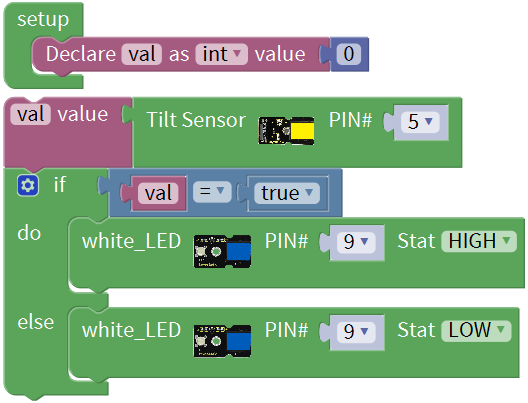 setup
Declare val as int value 0
val value Tilt Sensor PIN# 5
if val = true
do white_LED PIN# 9 Stat HIGH
else white_LED PIN# 9 Stat LOW